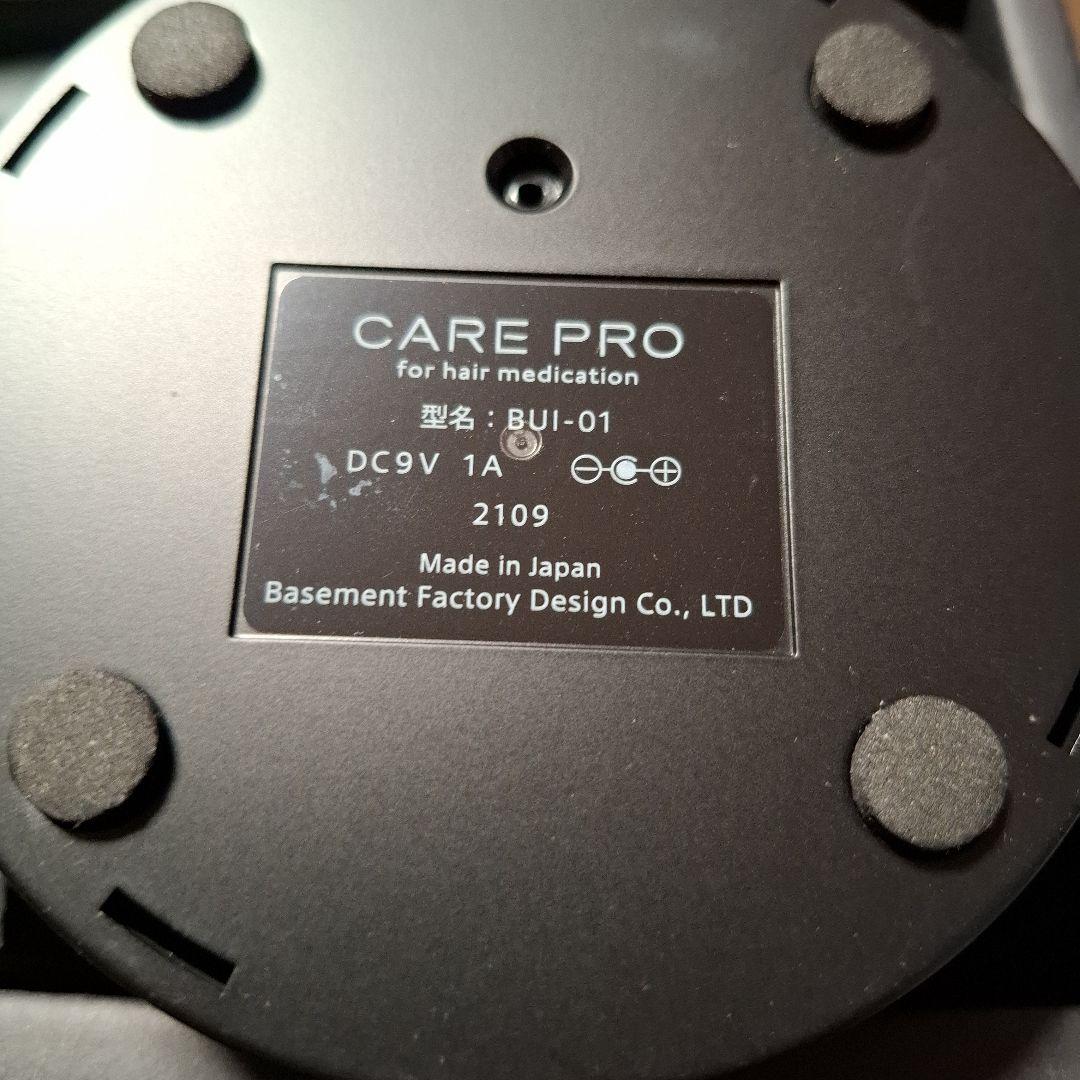 CARE PRO
for hair medication
型名：BUI-01
DC9V 1A
2109
Made in Japan
Basement Factory Design Co., LTD